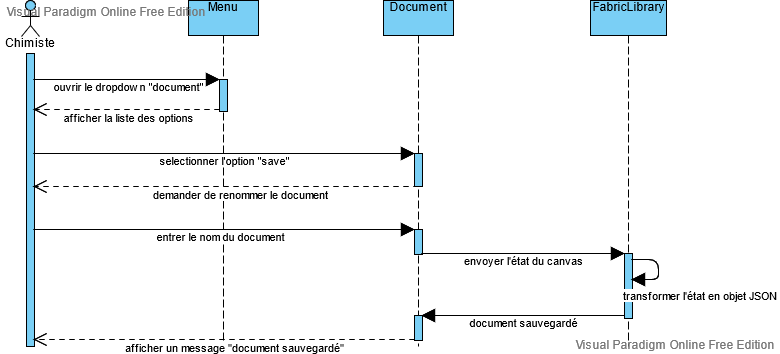 Visual Paradigm Online Free Edition
Menu
Document
FabricLibrary
Chimiste
ouvrir le dropdown "document"
afficher la liste des options
selectionner l'option "save"
demander de renommer le document
entrer le nom du document
envoyer l'état du canvas
transformer l'état en objet JSON
document sauvegardé
afficher un message "document sauvegardé"
Visual Paradigm Online Free Edition